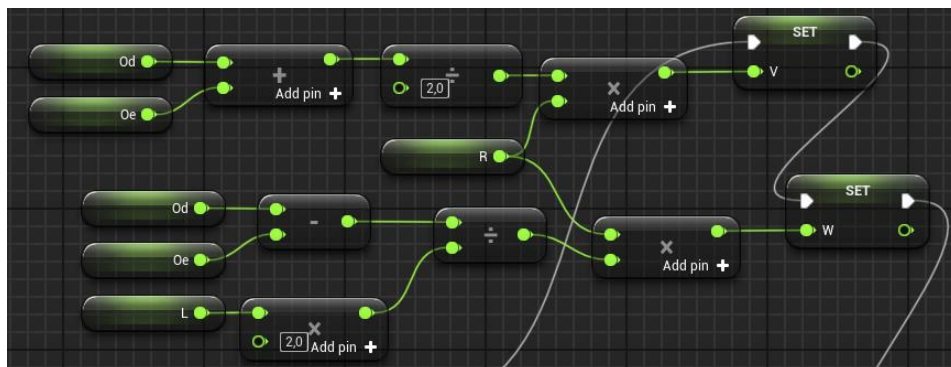 SET
Od
+
÷
2,0
Add pin +
×
V
Oe
Add pin +
R
SET
Od
-
÷
W
Oe
×
Add pin +
L
×
2,0
Add pin +